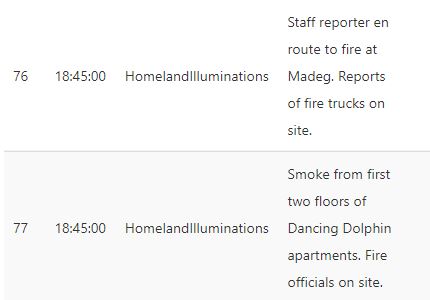 Staff reporter en
route to fire at
76 18:45:00 HomelandIlluminations Madeg. Reports
of fire trucks on
site.
Smoke from first
two floors of
77 18:45:00 HomelandIlluminations Dancing Dolphin
apartments. Fire
officials on site.